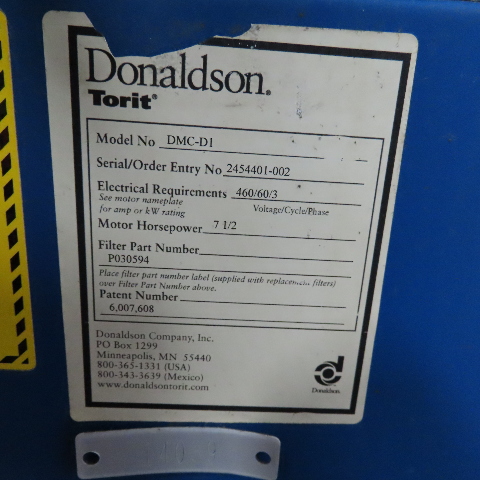 Donaldson.
Torit®
Model No DMC-D1
Serial/Order Entry No 2454401-002
Electrical Requirements 460/60/3
See motor nameplate Voltage/Cycle/Phase
for amp or kW rating
Motor Horsepower 7 1/2
Filter Part Number
P030594
Place filter part number label (supplied with replacement filters)
over Filter Part Number above.
Patent Number
6,007,608
Donaldson Company, Inc.
PO Box 1299
Minneapolis, MN 55440
800-365-1331 (USA)
800-343-3639 (Mexico)
www.donaldsontorit.com
Donaldson.